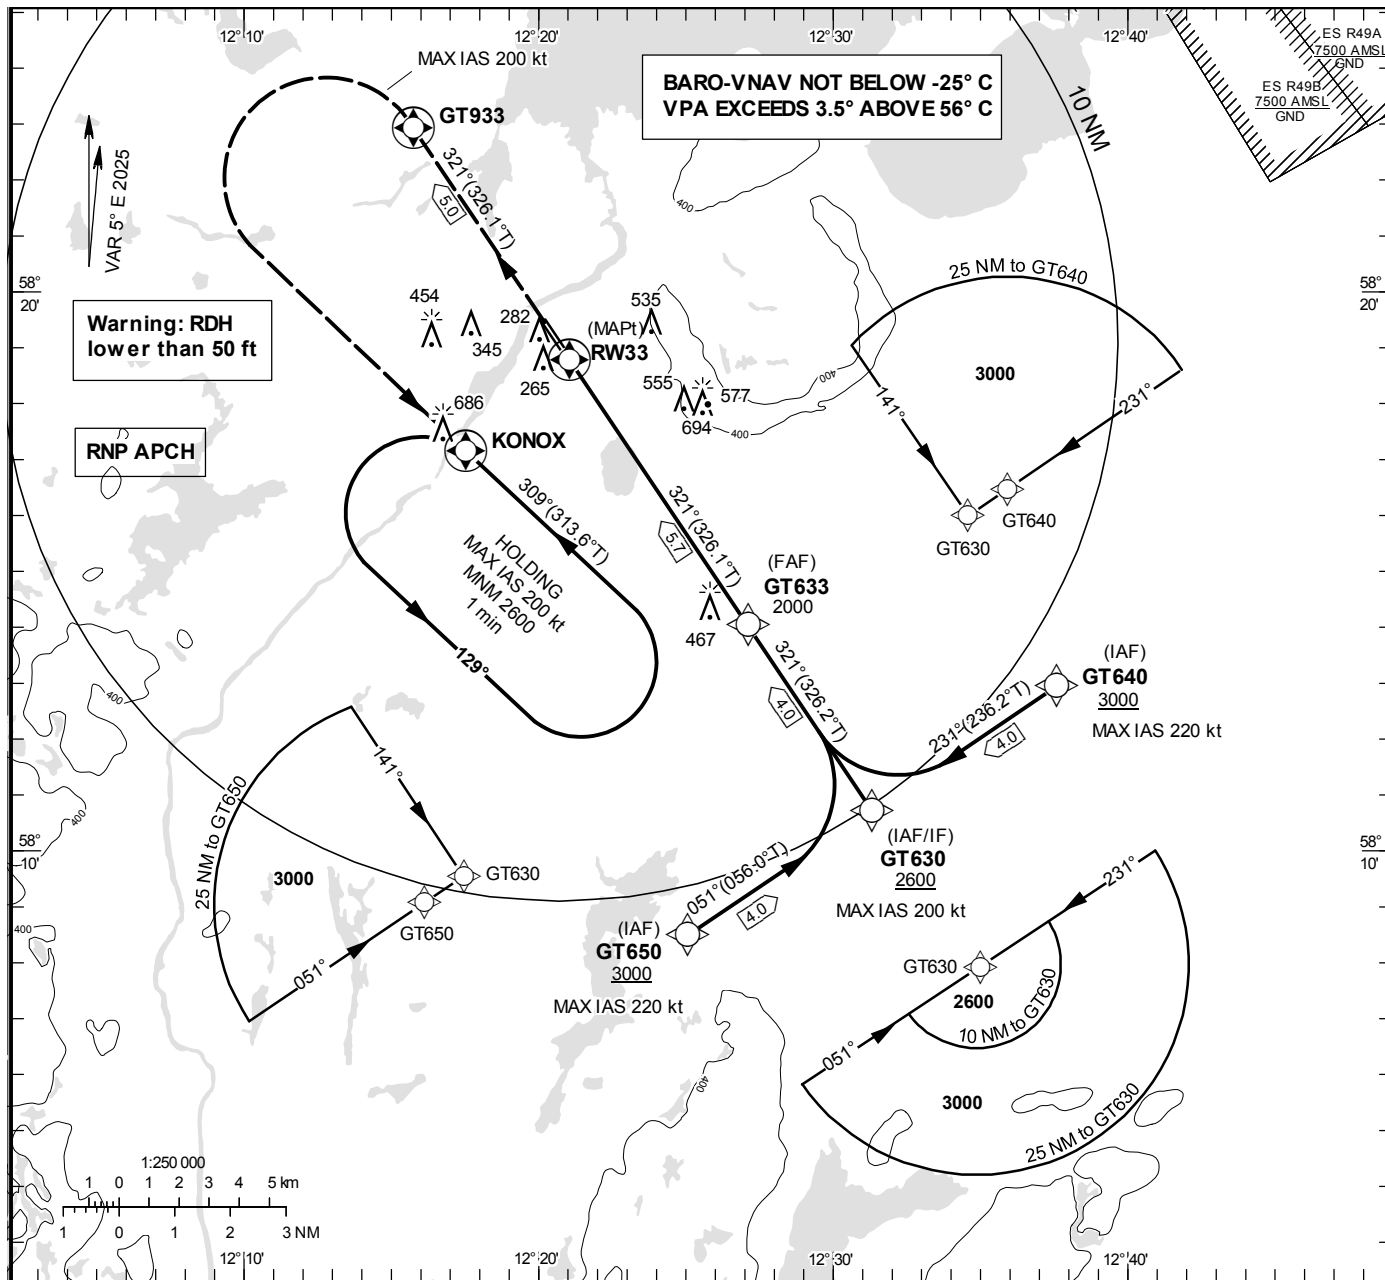 12°10'
12°20'
12°30'
12°40'
MAX IAS 200 kt
BARO-VNAV NOT BELOW -25° C
VPA EXCEEDS 3.5° ABOVE 56° C
10 NM
ES R49A
7500 AMSL
GND
ES R49B
7500 AMSL
GND
GT933
321°(326.1°T)
5.0
VAR 5° E 2025
400
400
400
400
58°
20'
58°
20'
25 NM to GT640
3000
141°
231°
GT640
GT630
Warning: RDH
lower than 50 ft
RNP APCH
454
345
282
265
535
(MAPt)
RW33
555
577
694
686
KONOX
309°(313.6°T)
HOLDING
MAX IAS 200 kt
MNM 2600
1 min
129°
321°(326.1°T)
5.7
(FAF)
GT633
2000
467
321°(326.2°T)
4.0
(IAF)
GT640
3000
MAX IAS 220 kt
231°(236.2°T)
4.0
400
400
400
58°
10'
58°
10'
25 NM to GT650
141°
3000
GT630
GT650
051°
051°(056.0°T)
4.0
(IAF)
GT650
3000
MAX IAS 220 kt
(IAF/IF)
GT630
2600
MAX IAS 200 kt
231°
GT630
2600
10 NM to GT630
051°
3000
25 NM to GT630
400
1:250 000
1 0 1 2 3 4 5 km
1 0 1 2 3 NM
12°10'
12°20'
12°30'
12°40'